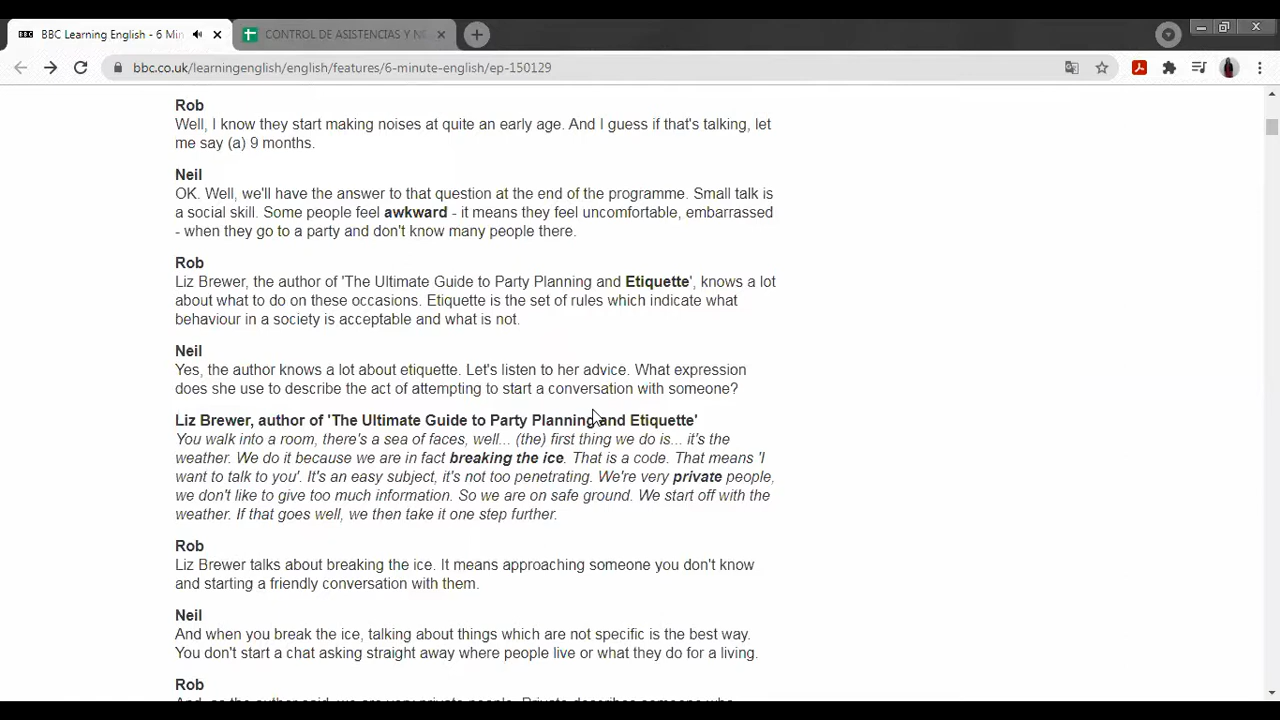 BBC Learning English - 6 Min
CONTROL DE ASISTENCIAS Y N
bbc.co.uk/learningenglish/english/features/6-minute-english/ep-150129
Rob
Well, I know they start making noises at quite an early age. And I guess if that's talking, let
me say (a) 9 months.
Neil
OK. Well, we'll have the answer to that question at the end of the programme. Small talk is
a social skill. Some people feel awkward - it means they feel uncomfortable, embarrassed
- when they go to a party and don't know many people there.
Rob
Liz Brewer, the author of 'The Ultimate Guide to Party Planning and Etiquette', knows a lot
about what to do on these occasions. Etiquette is the set of rules which indicate what
behaviour in a society is acceptable and what is not.
Neil
Yes, the author knows a lot about etiquette. Let's listen to her advice. What expression
does she use to describe the act of attempting to start a conversation with someone?
Liz Brewer, author of 'The Ultimate Guide to Party Planning and Etiquette'
You walk into a room, there's a sea of faces, well... (the) first thing we do is... it's the
weather. We do it because we are in fact breaking the ice. That is a code. That means 'I
want to talk to you'. It's an easy subject, it's not too penetrating. We're very private people,
we don't like to give too much information. So we are on safe ground. We start off with the
weather. If that goes well, we then take it one step further.
Rob
Liz Brewer talks about breaking the ice. It means approaching someone you don't know
and starting a friendly conversation with them.
Neil
And when you break the ice, talking about things which are not specific is the best way.
You don't start a chat asking straight away where people live or what they do for a living.
Rob
And, as the author said, we are very private people. Private describes someone who